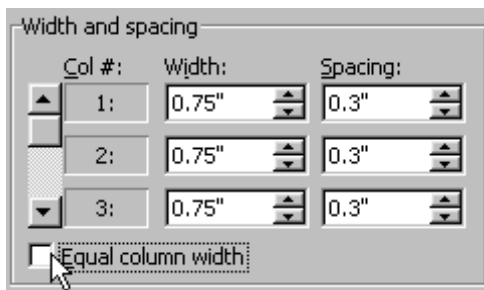 Width and spacing
Col #: Width: Spacing:
1: 0.75" 0.3"
2: 0.75" 0.3"
3: 0.75" 0.3"
Equal column width